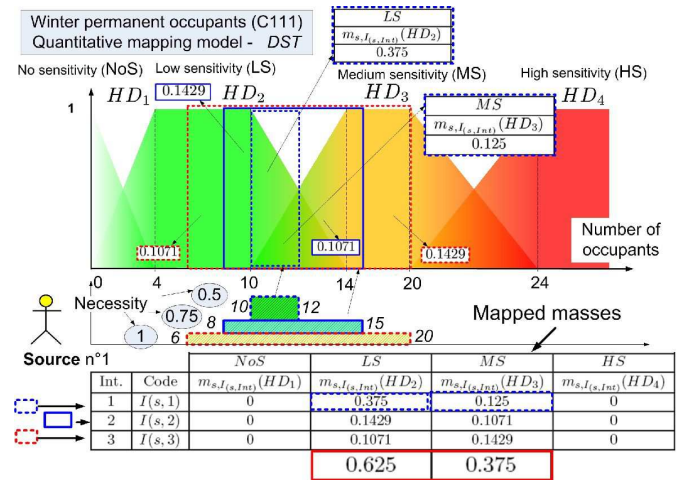 Winter permanent occupants (C111)
Quantitative mapping model - DST
LS
m_{s,I_{(s,Int)}}(HD_2)
0.375
No sensitivity (NoS) Low sensitivity (LS) Medium sensitivity (MS) High sensitivity (HS)
HD_1 0.1429 HD_2 HD_3 HD_4
MS
m_{s,I_{(s,Int)}}(HD_3)
0.125
1
0.1071 0.1071 0.1429
Number of
occupants
0 4 10 14 20 24
Necessity 0.5 10 12
0.75 8 15
1 6 20
Mapped masses
Source n°1
NoS LS MS HS
Int. Code m_{s,I_{(s,Int)}}(HD_1) m_{s,I_{(s,Int)}}(HD_2) m_{s,I_{(s,Int)}}(HD_3) m_{s,I_{(s,Int)}}(HD_4)
1 I(s,1) 0 0.375 0.125 0
2 I(s,2) 0 0.1429 0.1071 0
3 I(s,3) 0 0.1071 0.1429 0
0.625 0.375